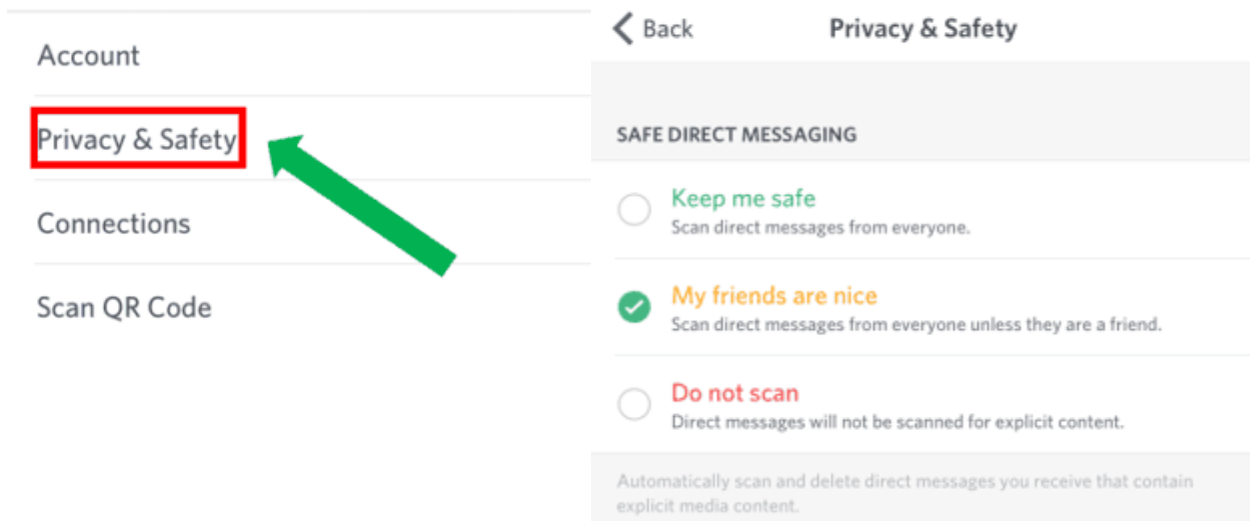 Account
Privacy & Safety
Connections
Scan QR Code
Back
Privacy & Safety
SAFE DIRECT MESSAGING
Keep me safe
Scan direct messages from everyone.
My friends are nice
Scan direct messages from everyone unless they are a friend.
Do not scan
Direct messages will not be scanned for explicit content.
Automatically scan and delete direct messages you receive that contain
explicit media content.